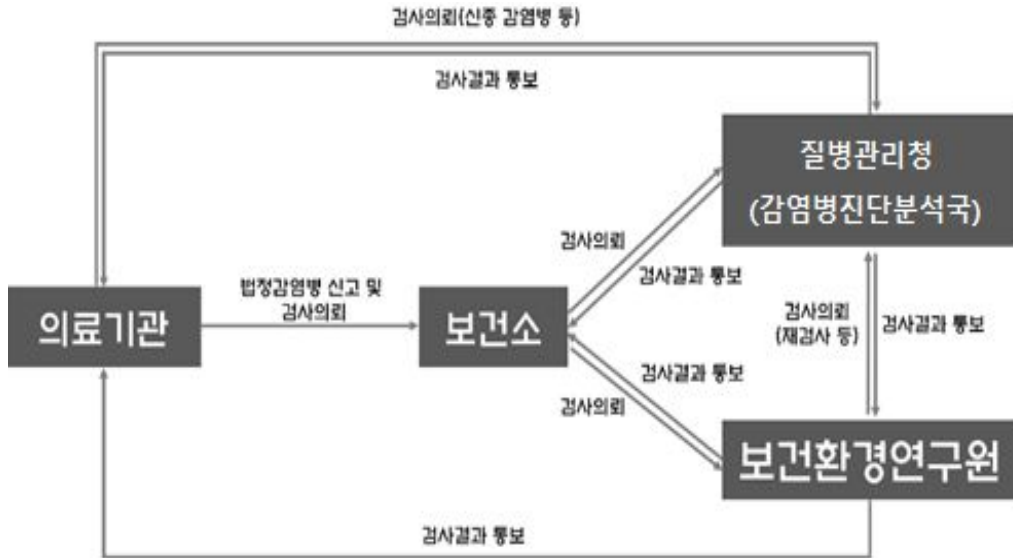 검사의뢰(신종 감염병 등)
검사결과 통보
질병관리청
(감염병진단분석국)
검사의뢰
검사결과 통보
법정감염병 신고 및
검사의뢰
의료기관
보건소
검사의뢰
(재검사 등)
검사결과 통보
검사결과 통보
검사의뢰
보건환경연구원
검사결과 통보